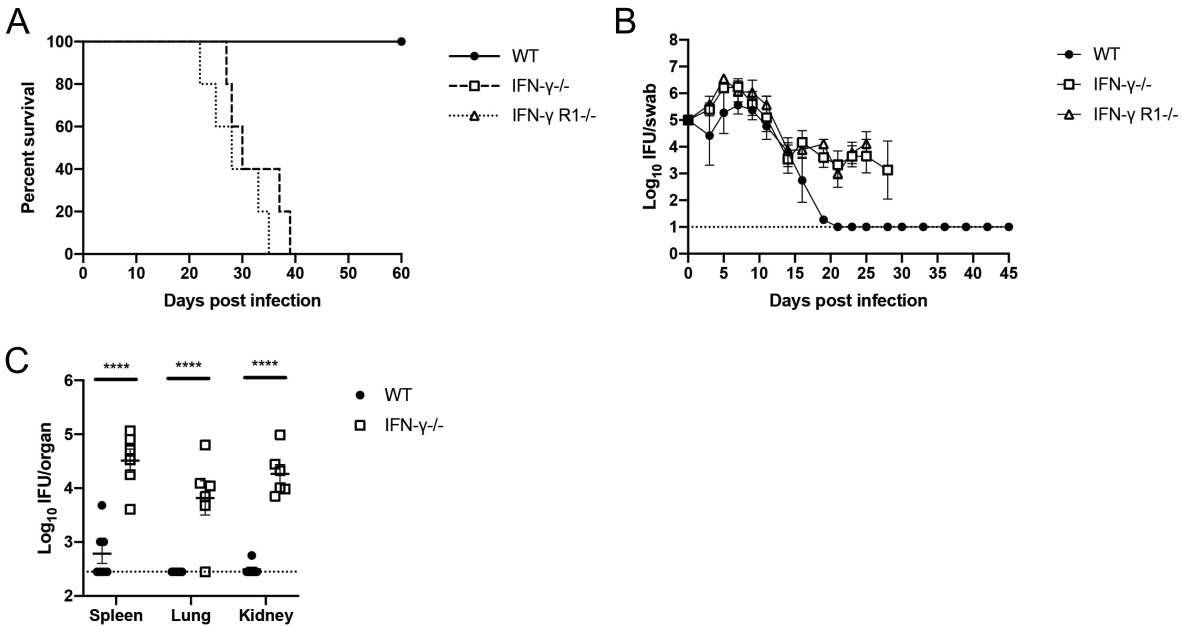 A
100
80
60
40
20
0
Percent survival
0 10 20 30 40 50 60
Days post infection
WT
IFN-γ-/-
IFN-γ R1-/-
B
8
7
6
5
4
3
2
1
0
Log10 IFU/swab
0 5 10 15 20 25 30 35 40 45
Days post infection
WT
IFN-γ-/-
IFN-γ R1-/-
C
**** **** ****
6
5
4
3
2
Log10 IFU/organ
Spleen Lung Kidney
WT
IFN-γ-/-